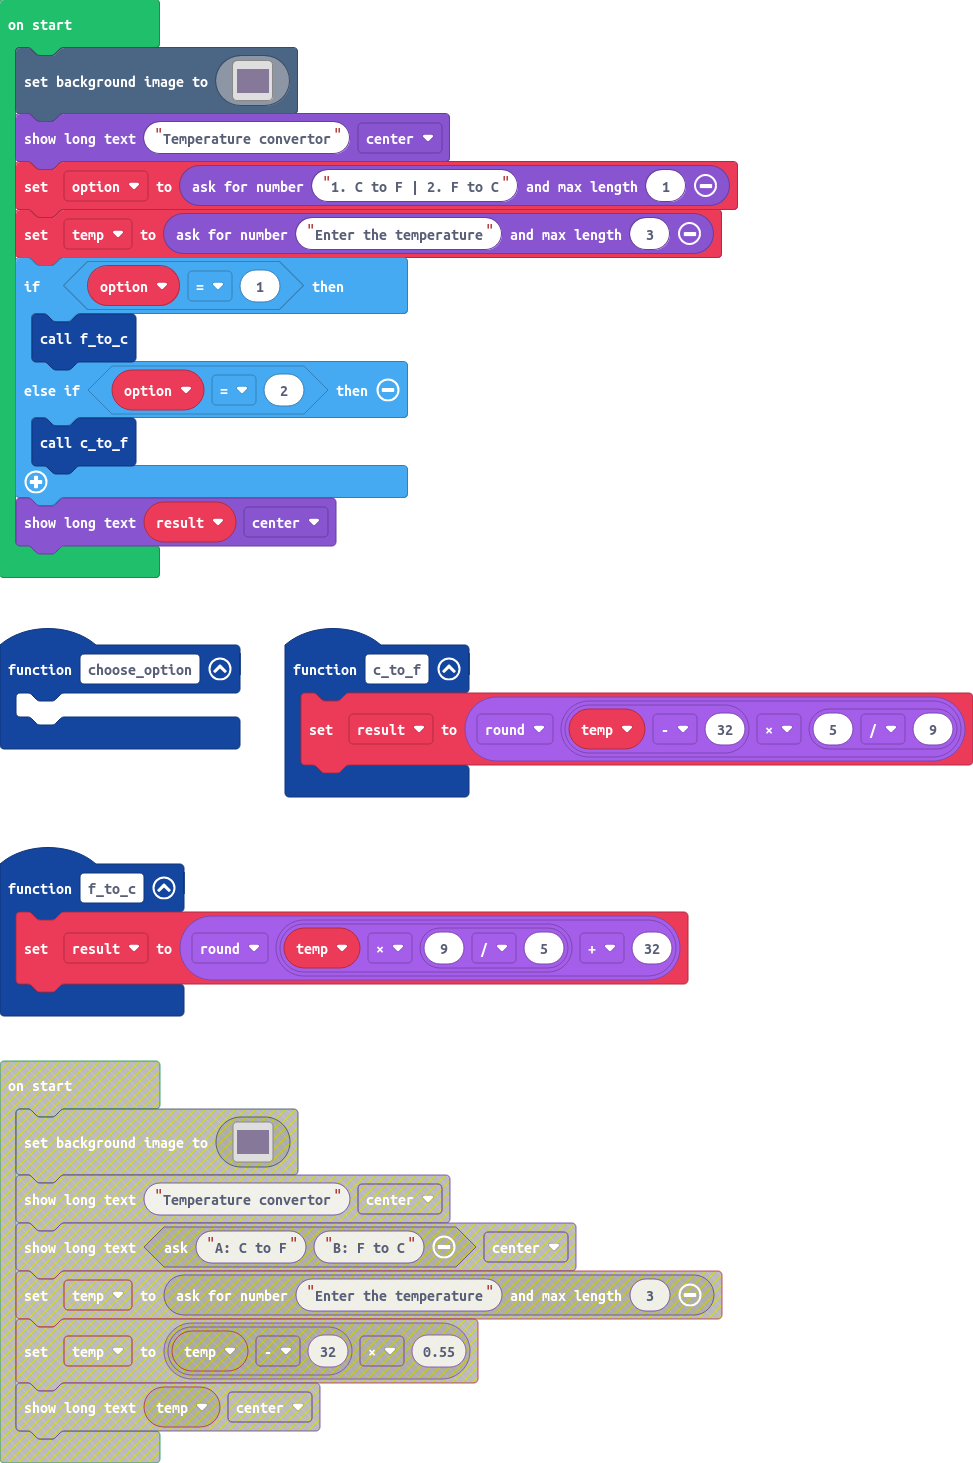 on start
set background image to
show long text "Temperature convertor" center
set option to ask for number "1. C to F | 2. F to C" and max length 1
set temp to ask for number "Enter the temperature" and max length 3
if option = 1 then
call f_to_c
else if option = 2 then
call c_to_f
show long text result center
function choose_option
function c_to_f
set result to round temp - 32 × 5 / 9
function f_to_c
set result to round temp × 9 / 5 + 32
on start
set background image to
show long text "Temperature convertor" center
show long text ask "A: C to F" "B: F to C" center
set temp to ask for number "Enter the temperature" and max length 3
set temp to temp - 32 × 0.55
show long text temp center